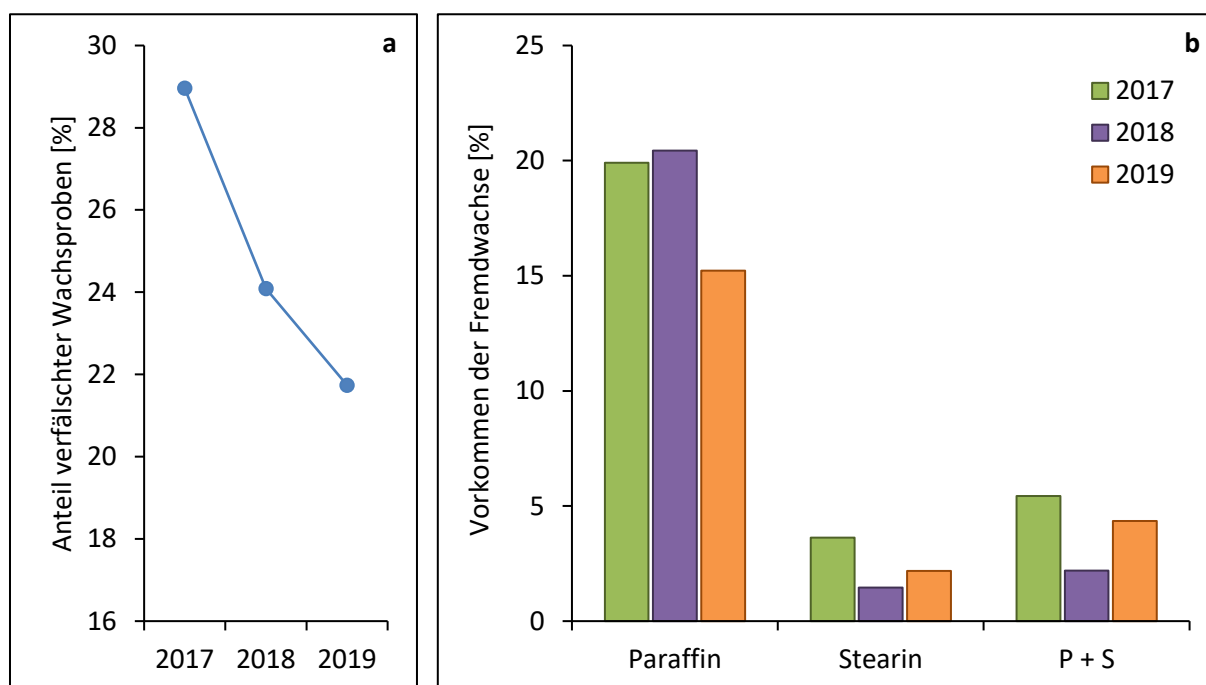 a
Anteil verfälschter Wachsproben [%]
30
28
26
24
22
20
18
16
2017 2018 2019
b
Vorkommen der Fremdwachse [%]
25
20
15
10
5
0
2017
2018
2019
Paraffin Stearin P + S